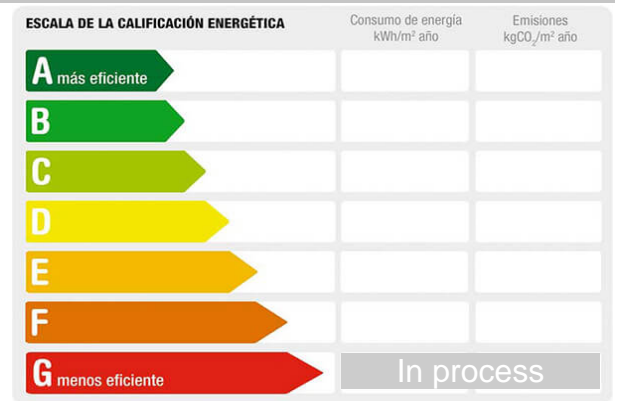 ESCALA DE LA CALIFICACIÓN ENERGÉTICA
Consumo de energía
kWh/m² año
Emisiones
kgCO₂/m² año
A más eficiente
B
C
D
E
F
G menos eficiente
In process